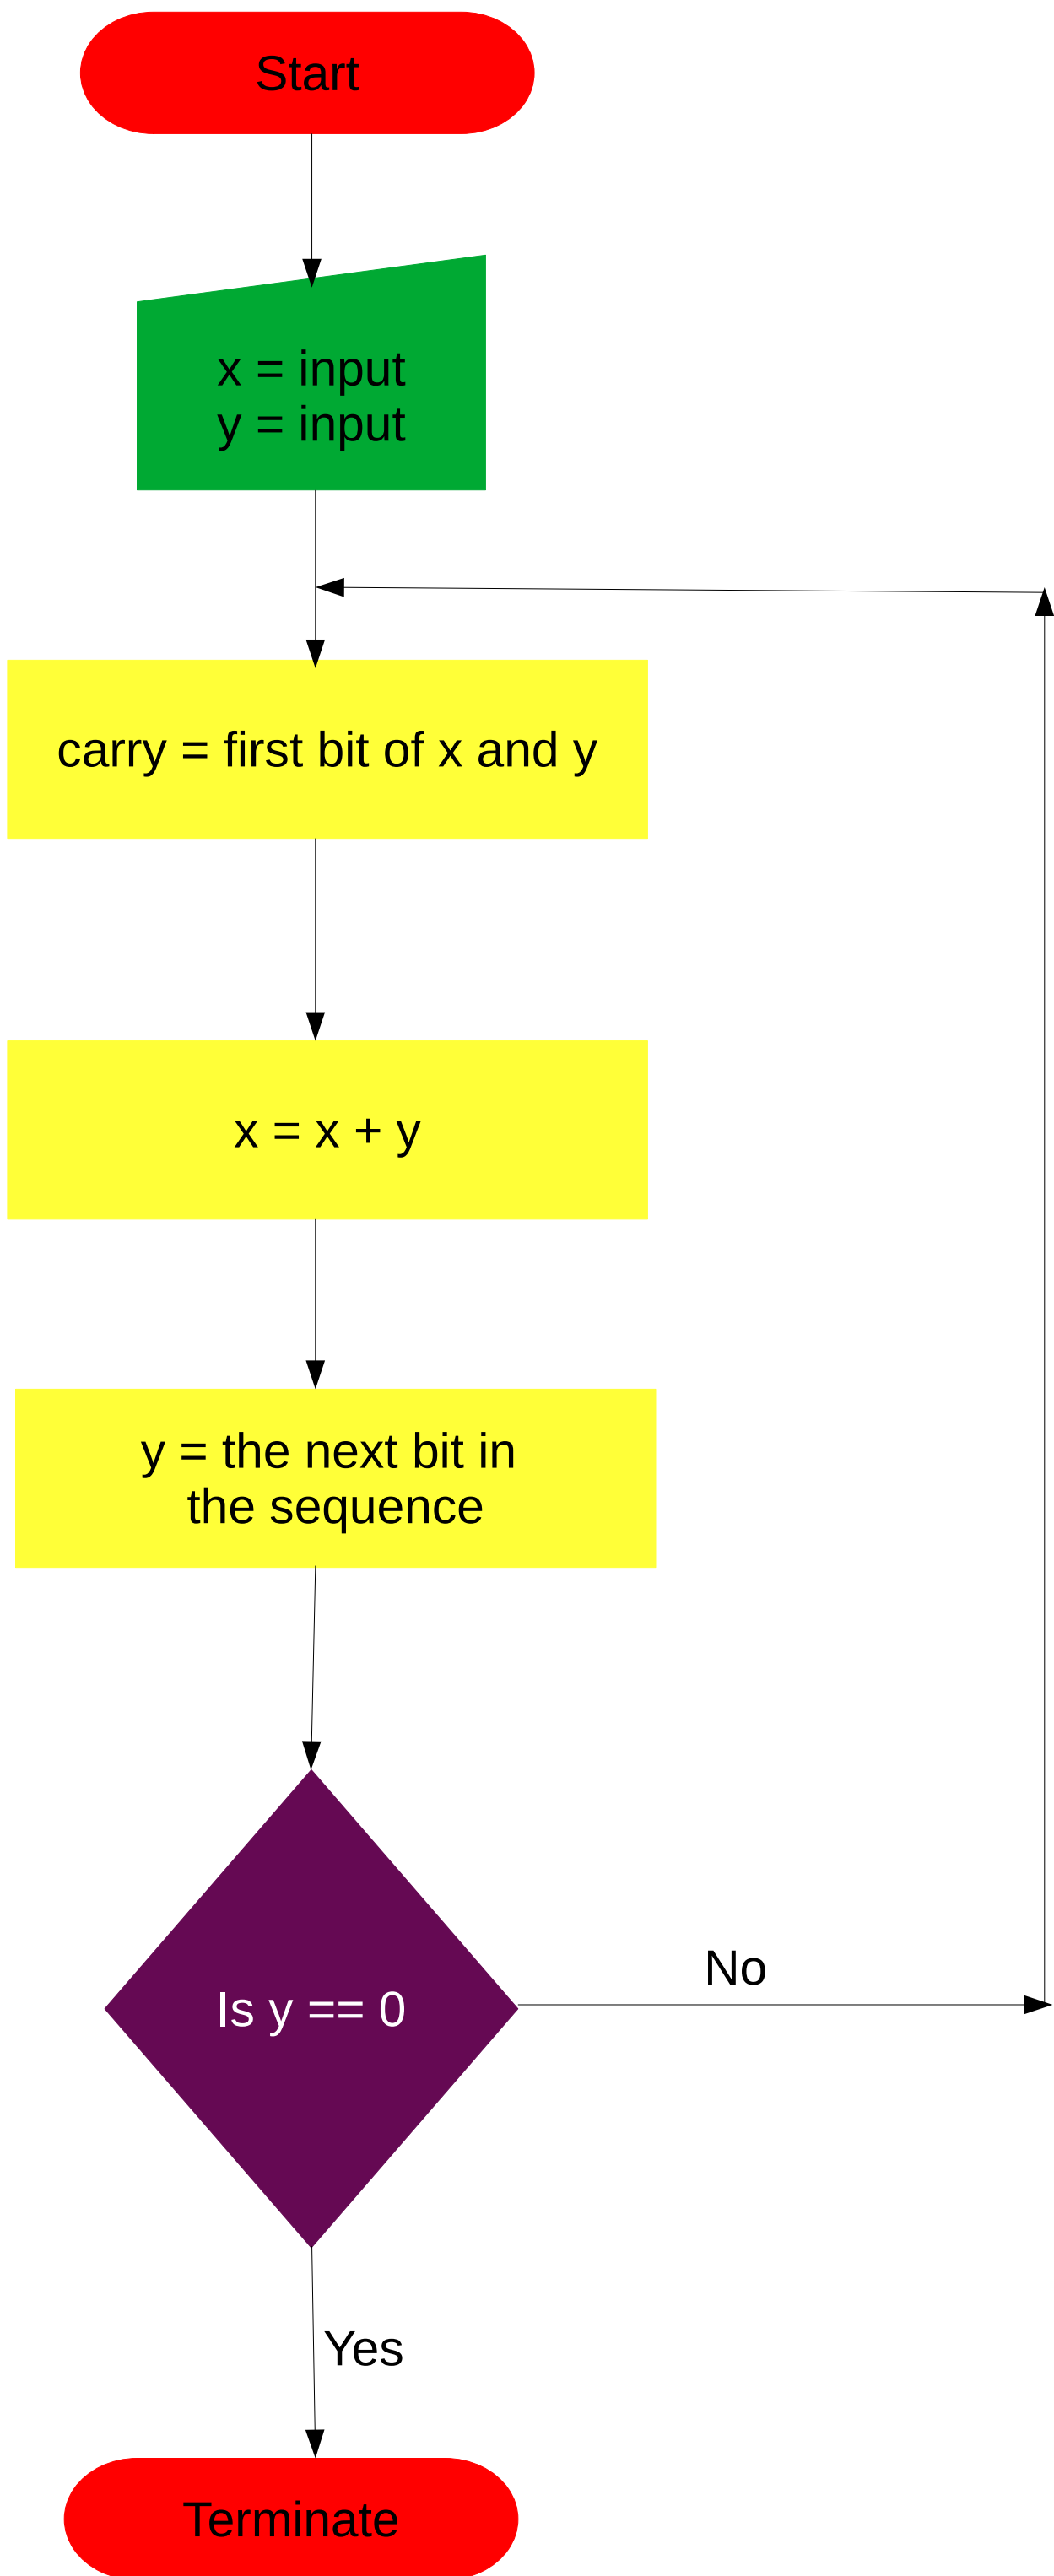 Start
x = input
y = input
carry = first bit of x and y
x = x + y
y = the next bit in
the sequence
Is y == 0
No
Yes
Terminate